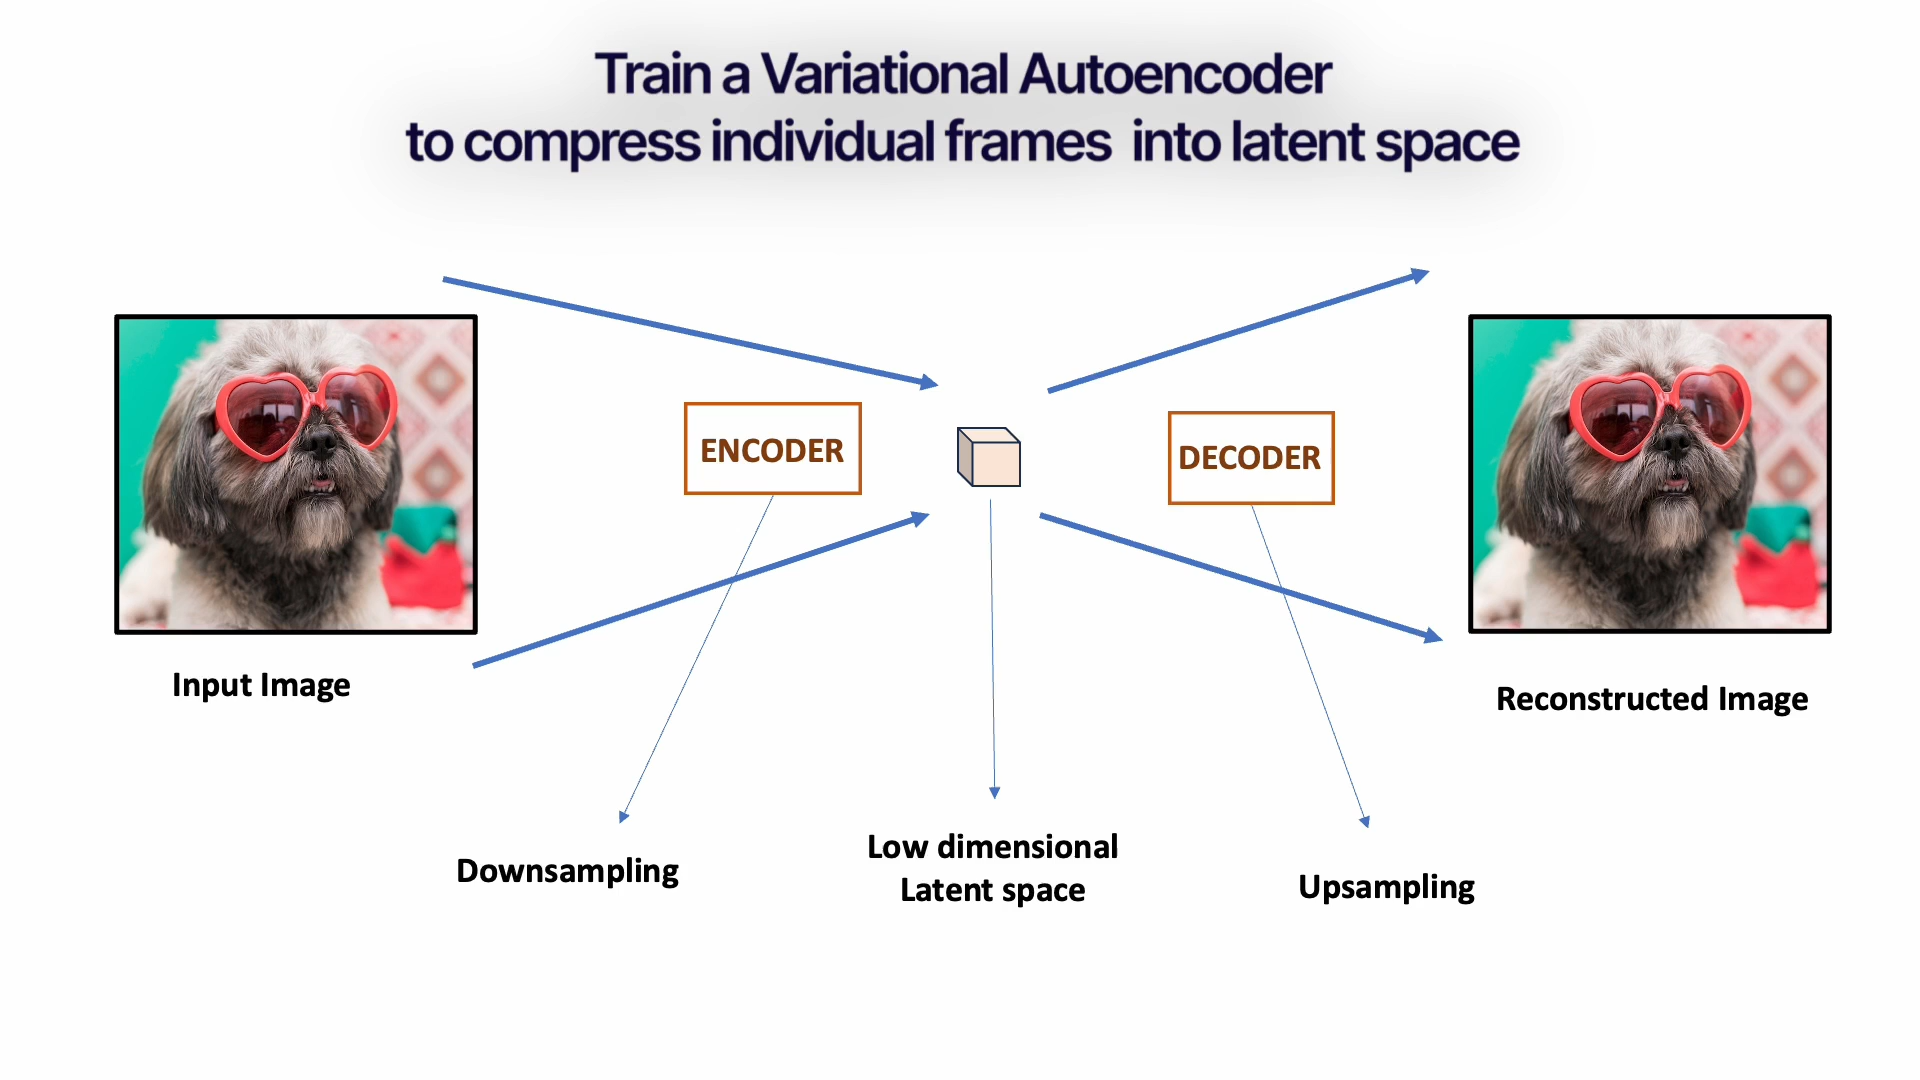 Train a Variational Autoencoder
to compress individual frames into latent space
ENCODER
DECODER
Input Image
Reconstructed Image
Downsampling
Low dimensional
Latent space
Upsampling